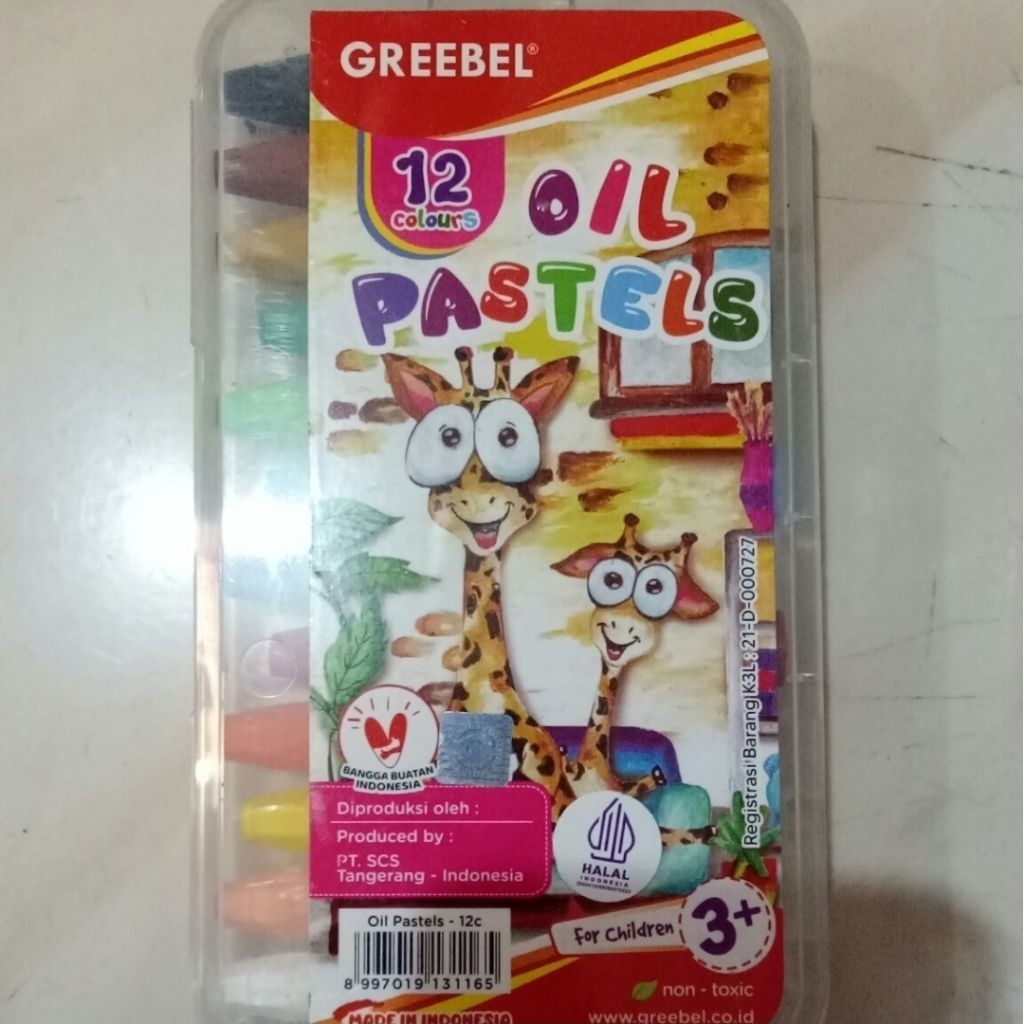 GREEBEL®
12
colours
OIL
PASTELS
Registrasi Barang K3L : 21-D-000727
BANGGA BUATAN
INDONESIA
Diproduksi oleh :
Produced by :
PT. SCS
Tangerang - Indonesia
HALAL
INDONESIA
Oil Pastels - 12c
8 997019 131165
For Children
3+
non - toxic
MADE IN INDONESIA
www.greebel.co.id